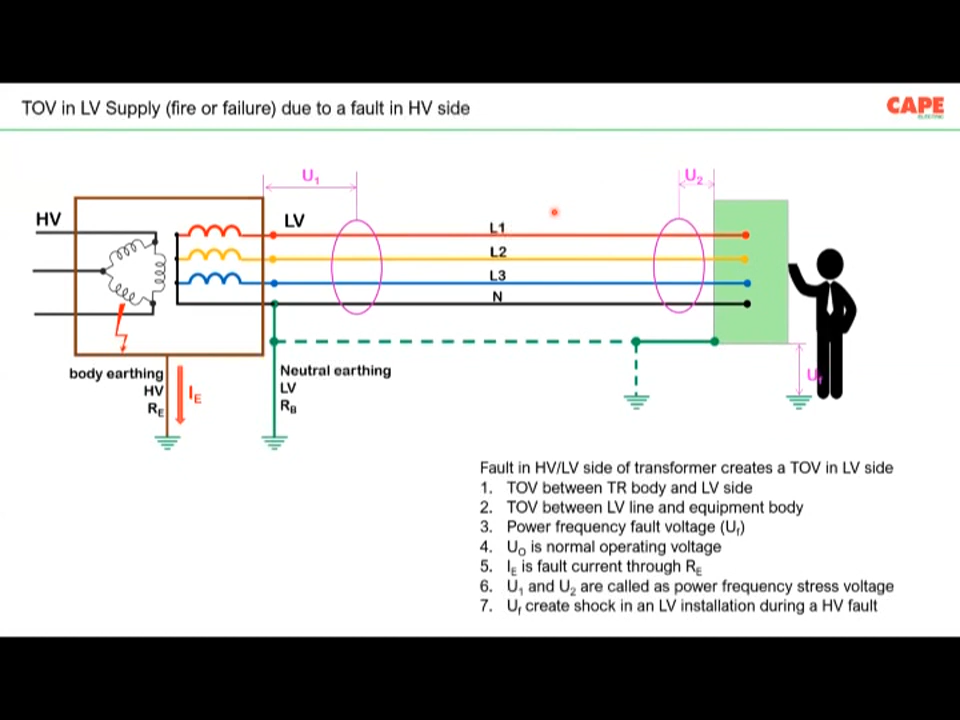 TOV in LV Supply (fire or failure) due to a fault in HV side
CAPE
ELECTRIC
U1
U2
HV
LV
L1
L2
L3
N
body earthing
HV
RE
IE
Neutral earthing
LV
RB
Uf
Fault in HV/LV side of transformer creates a TOV in LV side
1. TOV between TR body and LV side
2. TOV between LV line and equipment body
3. Power frequency fault voltage (Uf)
4. UO is normal operating voltage
5. IE is fault current through RE
6. U1 and U2 are called as power frequency stress voltage
7. Uf create shock in an LV installation during a HV fault